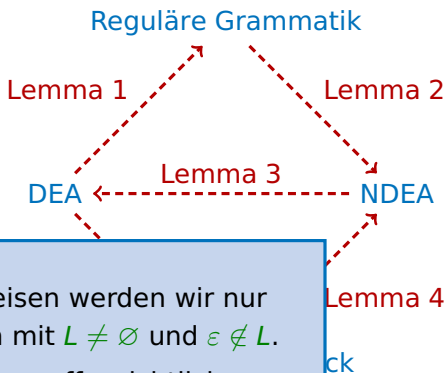 Reguläre Grammatik
Lemma 1
Lemma 2
Lemma 3
DEA
NDEA
eisen werden wir nur
Lemma 4
n mit L ≠ ∅ und ε ∉ L.
ck